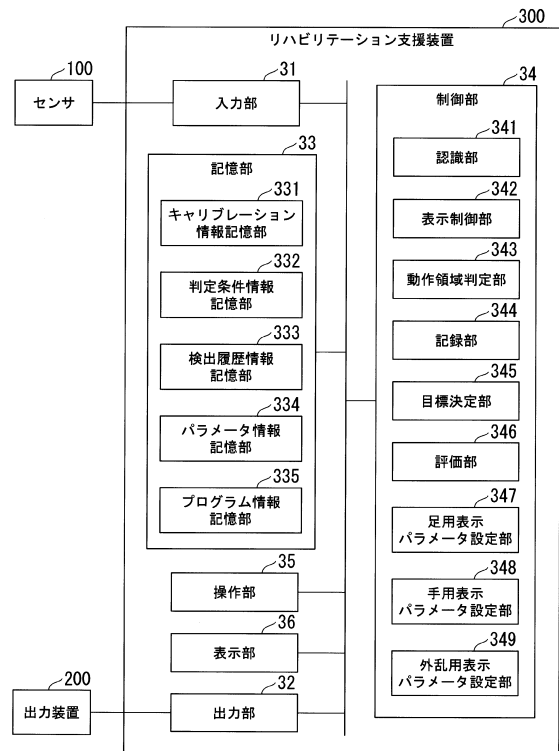 300
リハビリテーション支援装置
100
センサ
31
入力部
34
制御部
33
記憶部
331
キャリブレーション
情報記憶部
332
判定条件情報
記憶部
333
検出履歴情報
記憶部
334
パラメータ情報
記憶部
335
プログラム情報
記憶部
341
認識部
342
表示制御部
343
動作領域判定部
344
記録部
345
目標決定部
346
評価部
347
足用表示
パラメータ設定部
348
手用表示
パラメータ設定部
349
外乱用表示
パラメータ設定部
35
操作部
36
表示部
200
出力装置
32
出力部